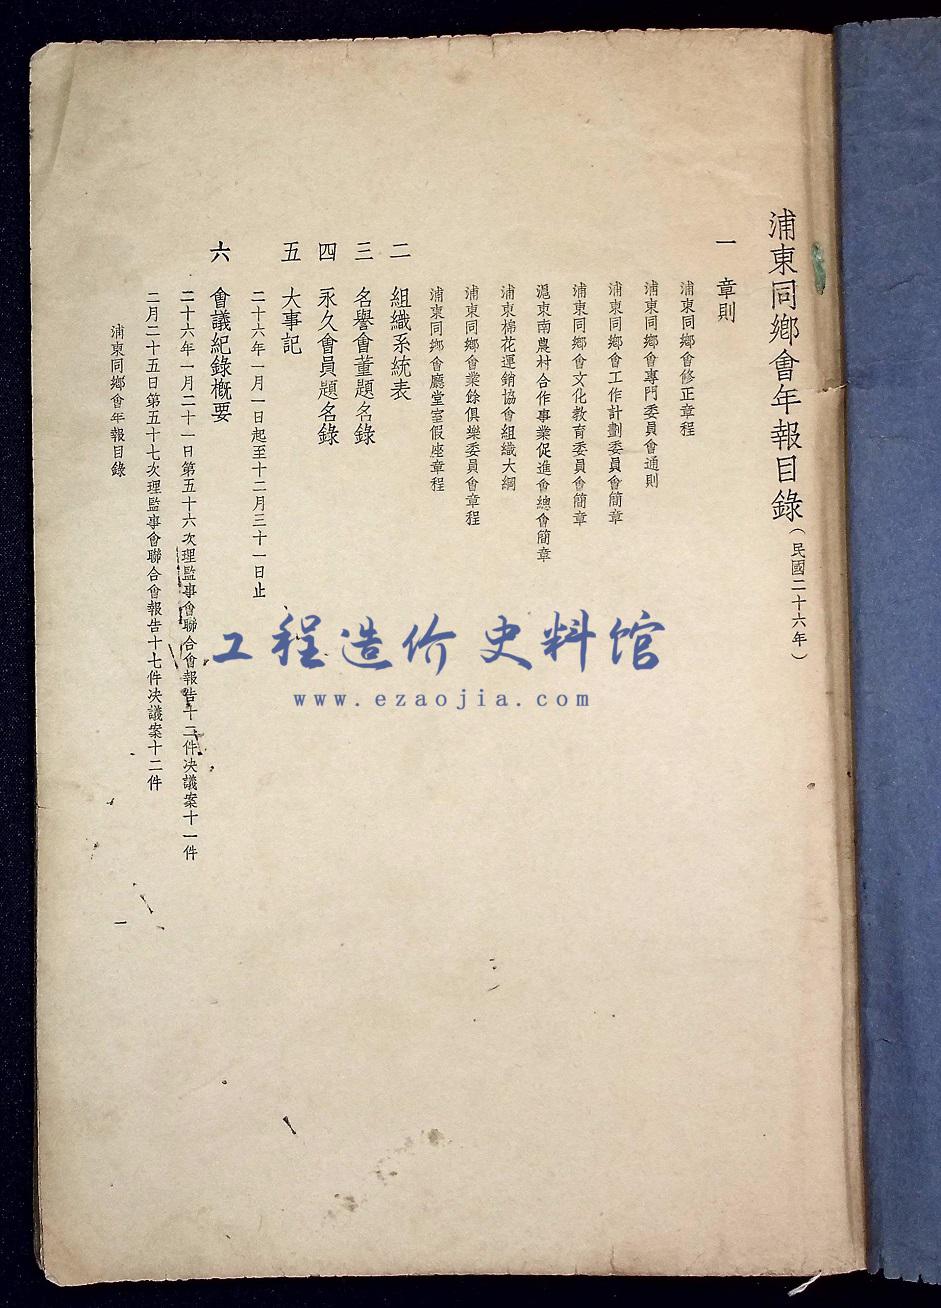 浦東同鄉會年報目錄（民國二十六年）
一　章則
浦東同鄉會修正章程
浦東同鄉會專門委員會通則
浦東同鄉會工作計劃委員會簡章
浦東同鄉會文化教育委員會簡章
滬東南農村合作事業促進會總會簡章
浦東棉花運銷協會組織大綱
浦東同鄉會業餘俱樂委員會章程
浦東同鄉會廳堂室假座章程
二　組織系統表
三　名譽會董題名錄
四　永久會員題名錄
五　大事記
二十六年一月一日起至十二月三十一日止
六　會議紀錄概要
二十六年一月二十一日第五十六次理監事會聯合會報告十二件決議案十一件
二月二十五日第五十七次理監事會聯合會報告十七件決議案十二件
浦東同鄉會年報目錄
一
工程造价史料馆
www.ezaojia.com